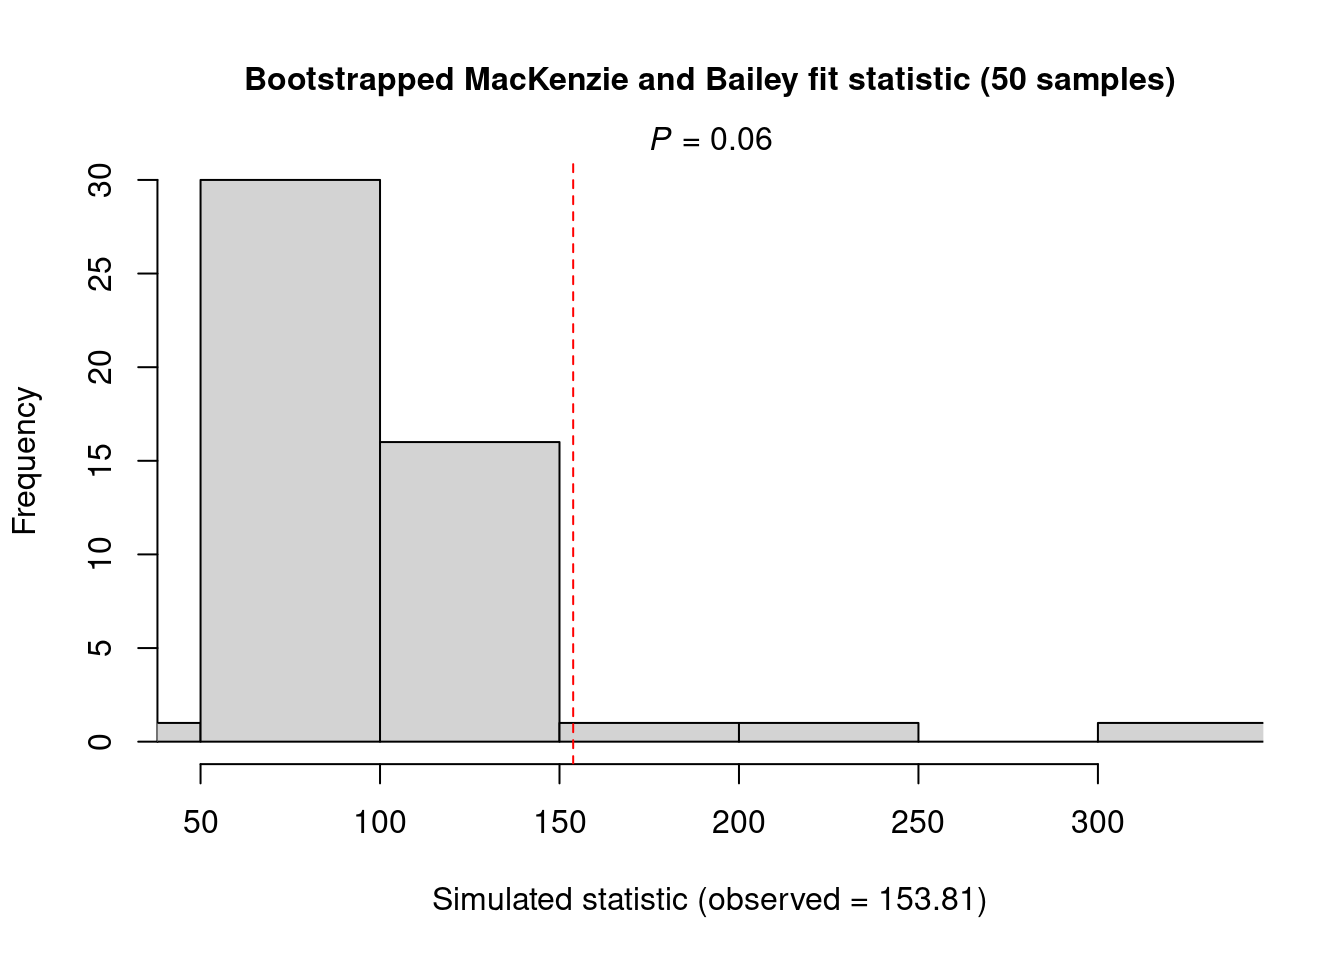 Bootstrapped MacKenzie and Bailey fit statistic (50 samples)
P = 0.06
30
25
20
15
10
5
0
Frequency
50 100 150 200 250 300
Simulated statistic (observed = 153.81)